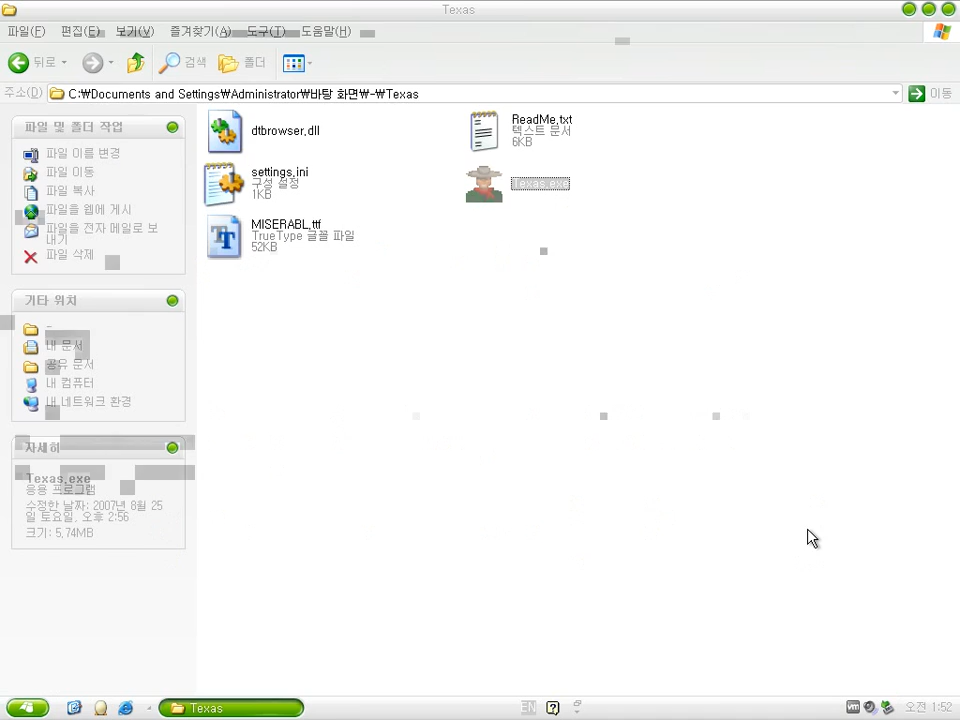 Texas
파일(F) 편집(E) 보기(V) 즐겨찾기(A) 도구(T) 도움말(H)
뒤로 검색 폴더
주소(D) C:₩Documents and Settings₩Administrator₩바탕 화면₩-₩Texas 이동
파일 및 폴더 작업
파일 이름 변경
파일 이동
파일 복사
파일을 웹에 게시
파일을 전자 메일로 보
내기
파일 삭제
기타 위치
-
내 문서
공유 문서
내 컴퓨터
내 네트워크 환경
자세히
Texas.exe
응용 프로그램
수정한 날짜: 2007년 8월 25
일 토요일, 오후 2:56
크기: 5.74MB
dtbrowser.dll
settings.ini
구성 설정
1KB
MISERABL.ttf
TrueType 글꼴 파일
52KB
ReadMe.txt
텍스트 문서
6KB
Texas.exe
Texas
EN
오전 1:52